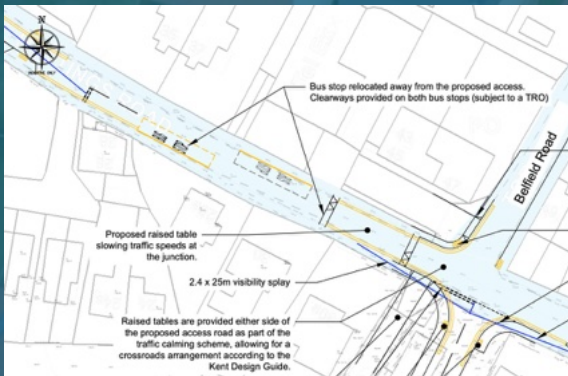 Bus stop relocated away from the proposed access.
Clearways provided on both bus stops (subject to a TRO)
Belfield Road
Proposed raised table
slowing traffic speeds at
the junction.
2.4 x 25m visibility splay
Raised tables are provided either side of
the proposed access road as part of the
traffic calming scheme, allowing for a
crossroads arrangement according to the
Kent Design Guide.